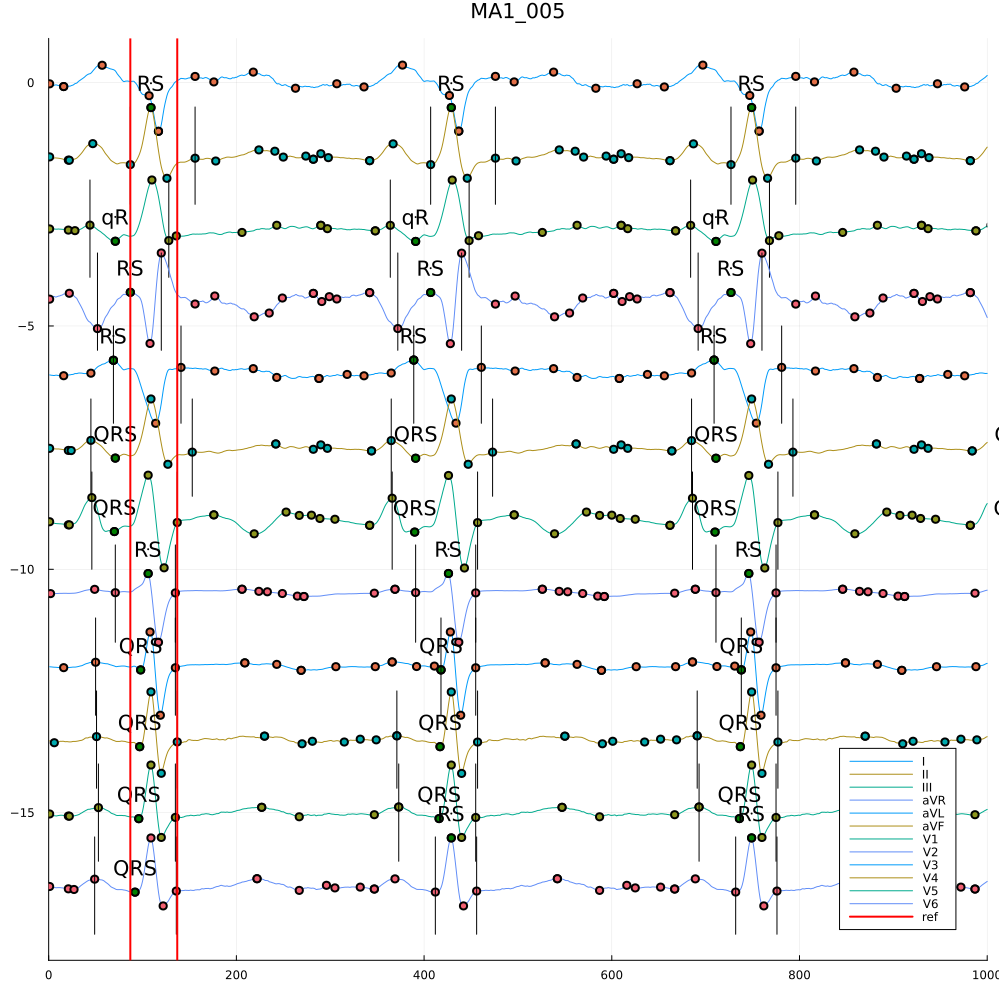 MA1_005
0
RS RS RS
qR qR qR
RS RS RS
−5
RS RS RS
QRS QRS QRS Q
QRS QRS QRS Q
RS RS RS
−10
QRS QRS QRS
QRS QRS QRS
QRS QRS QRS
RS RS
−15
QRS
I
II
III
aVR
aVL
aVF
V1
V2
V3
V4
V5
V6
ref
0 200 400 600 800 1000